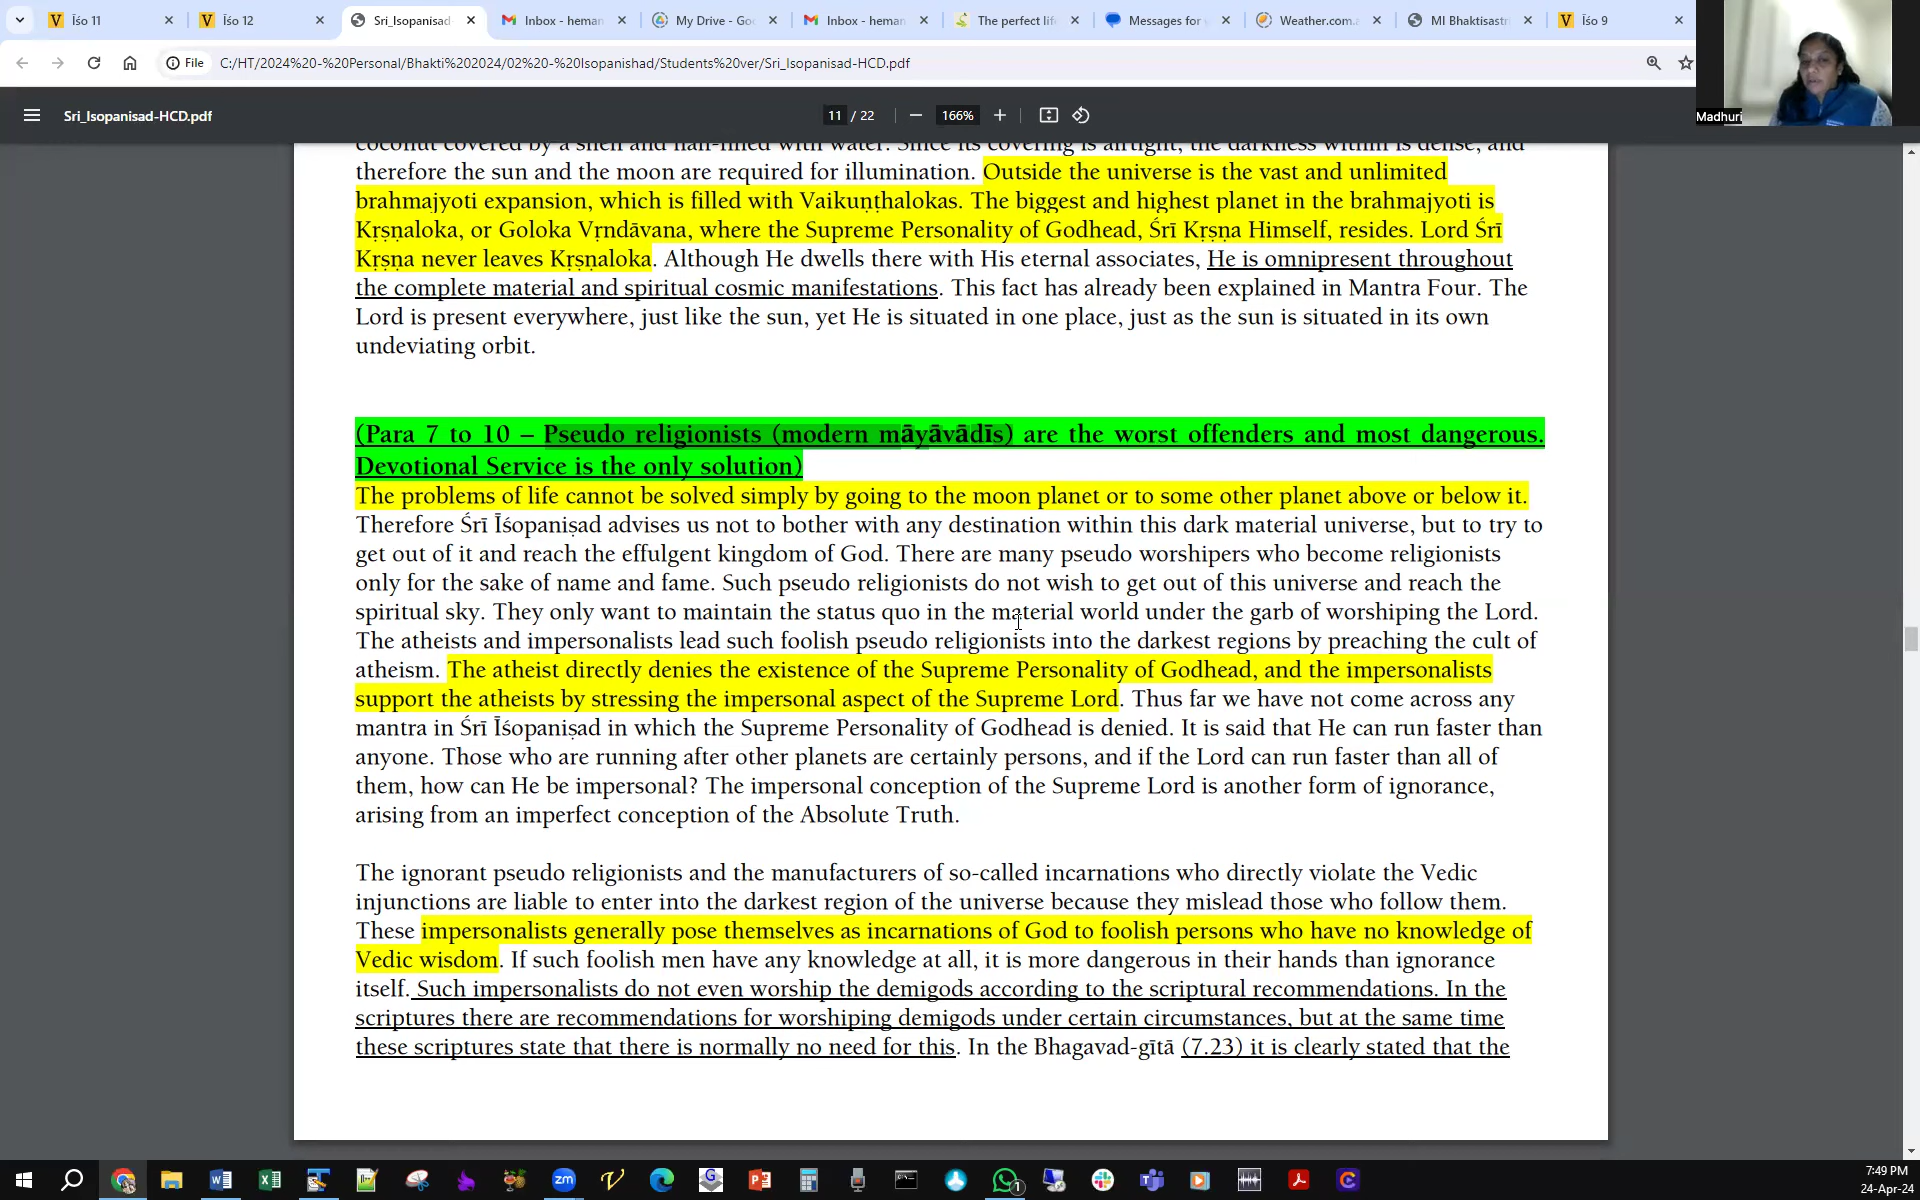 Īśo 11
Īśo 12
Sri_Isopanisad-
Inbox - heman
My Drive - Goo
Inbox - heman
The perfect life
Messages for
Weather.com.a
MI Bhaktisastr
Īśo 9
File C:/HT/2024%20-%20Personal/Bhakti%202024/02%20-%20Isopanishad/Students%20ver/Sri_Isopanisad-HCD.pdf
Sri_Isopanisad-HCD.pdf 11 / 22 166%
Madhuri
coconut covered by a shell and half-filled with water. Since its covering is airtight, the darkness within is dense, and
therefore the sun and the moon are required for illumination. Outside the universe is the vast and unlimited
brahmajyoti expansion, which is filled with Vaikuṇṭhalokas. The biggest and highest planet in the brahmajyoti is
Kṛṣṇaloka, or Goloka Vṛndāvana, where the Supreme Personality of Godhead, Śrī Kṛṣṇa Himself, resides. Lord Śrī
Kṛṣṇa never leaves Kṛṣṇaloka. Although He dwells there with His eternal associates, He is omnipresent throughout
the complete material and spiritual cosmic manifestations. This fact has already been explained in Mantra Four. The
Lord is present everywhere, just like the sun, yet He is situated in one place, just as the sun is situated in its own
undeviating orbit.
(Para 7 to 10 – Pseudo religionists (modern māyāvādīs) are the worst offenders and most dangerous.
Devotional Service is the only solution)
The problems of life cannot be solved simply by going to the moon planet or to some other planet above or below it.
Therefore Śrī Īśopaniṣad advises us not to bother with any destination within this dark material universe, but to try to
get out of it and reach the effulgent kingdom of God. There are many pseudo worshipers who become religionists
only for the sake of name and fame. Such pseudo religionists do not wish to get out of this universe and reach the
spiritual sky. They only want to maintain the status quo in the material world under the garb of worshiping the Lord.
The atheists and impersonalists lead such foolish pseudo religionists into the darkest regions by preaching the cult of
atheism. The atheist directly denies the existence of the Supreme Personality of Godhead, and the impersonalists
support the atheists by stressing the impersonal aspect of the Supreme Lord. Thus far we have not come across any
mantra in Śrī Īśopaniṣad in which the Supreme Personality of Godhead is denied. It is said that He can run faster than
anyone. Those who are running after other planets are certainly persons, and if the Lord can run faster than all of
them, how can He be impersonal? The impersonal conception of the Supreme Lord is another form of ignorance,
arising from an imperfect conception of the Absolute Truth.
The ignorant pseudo religionists and the manufacturers of so-called incarnations who directly violate the Vedic
injunctions are liable to enter into the darkest region of the universe because they mislead those who follow them.
These impersonalists generally pose themselves as incarnations of God to foolish persons who have no knowledge of
Vedic wisdom. If such foolish men have any knowledge at all, it is more dangerous in their hands than ignorance
itself. Such impersonalists do not even worship the demigods according to the scriptural recommendations. In the
scriptures there are recommendations for worshiping demigods under certain circumstances, but at the same time
these scriptures state that there is normally no need for this. In the Bhagavad-gītā (7.23) it is clearly stated that the
7:49 PM
24-Apr-24